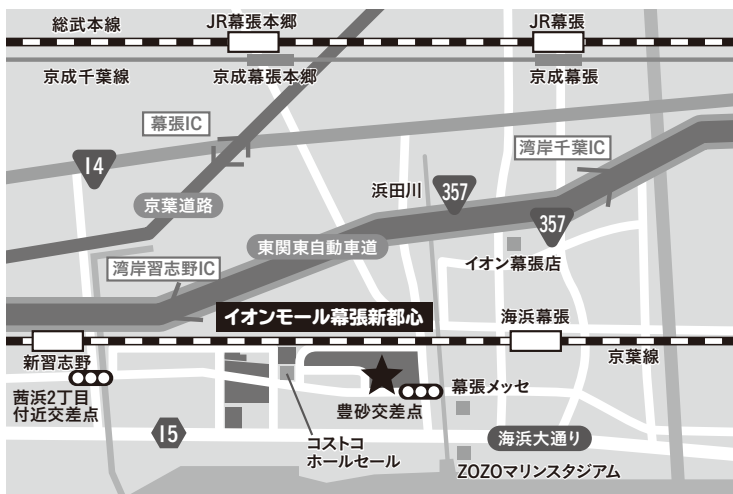 総武本線
JR幕張本郷
JR幕張
京成千葉線
京成幕張本郷
京成幕張
幕張IC
湾岸千葉IC
14
浜田川
357
京葉道路
357
東関東自動車道
イオン幕張店
湾岸習志野IC
イオンモール幕張新都心
海浜幕張
新習志野
京葉線
茜浜2丁目
付近交差点
幕張メッセ
豊砂交差点
15
コストコ
ホールセール
海浜大通り
ZOZOマリンスタジアム